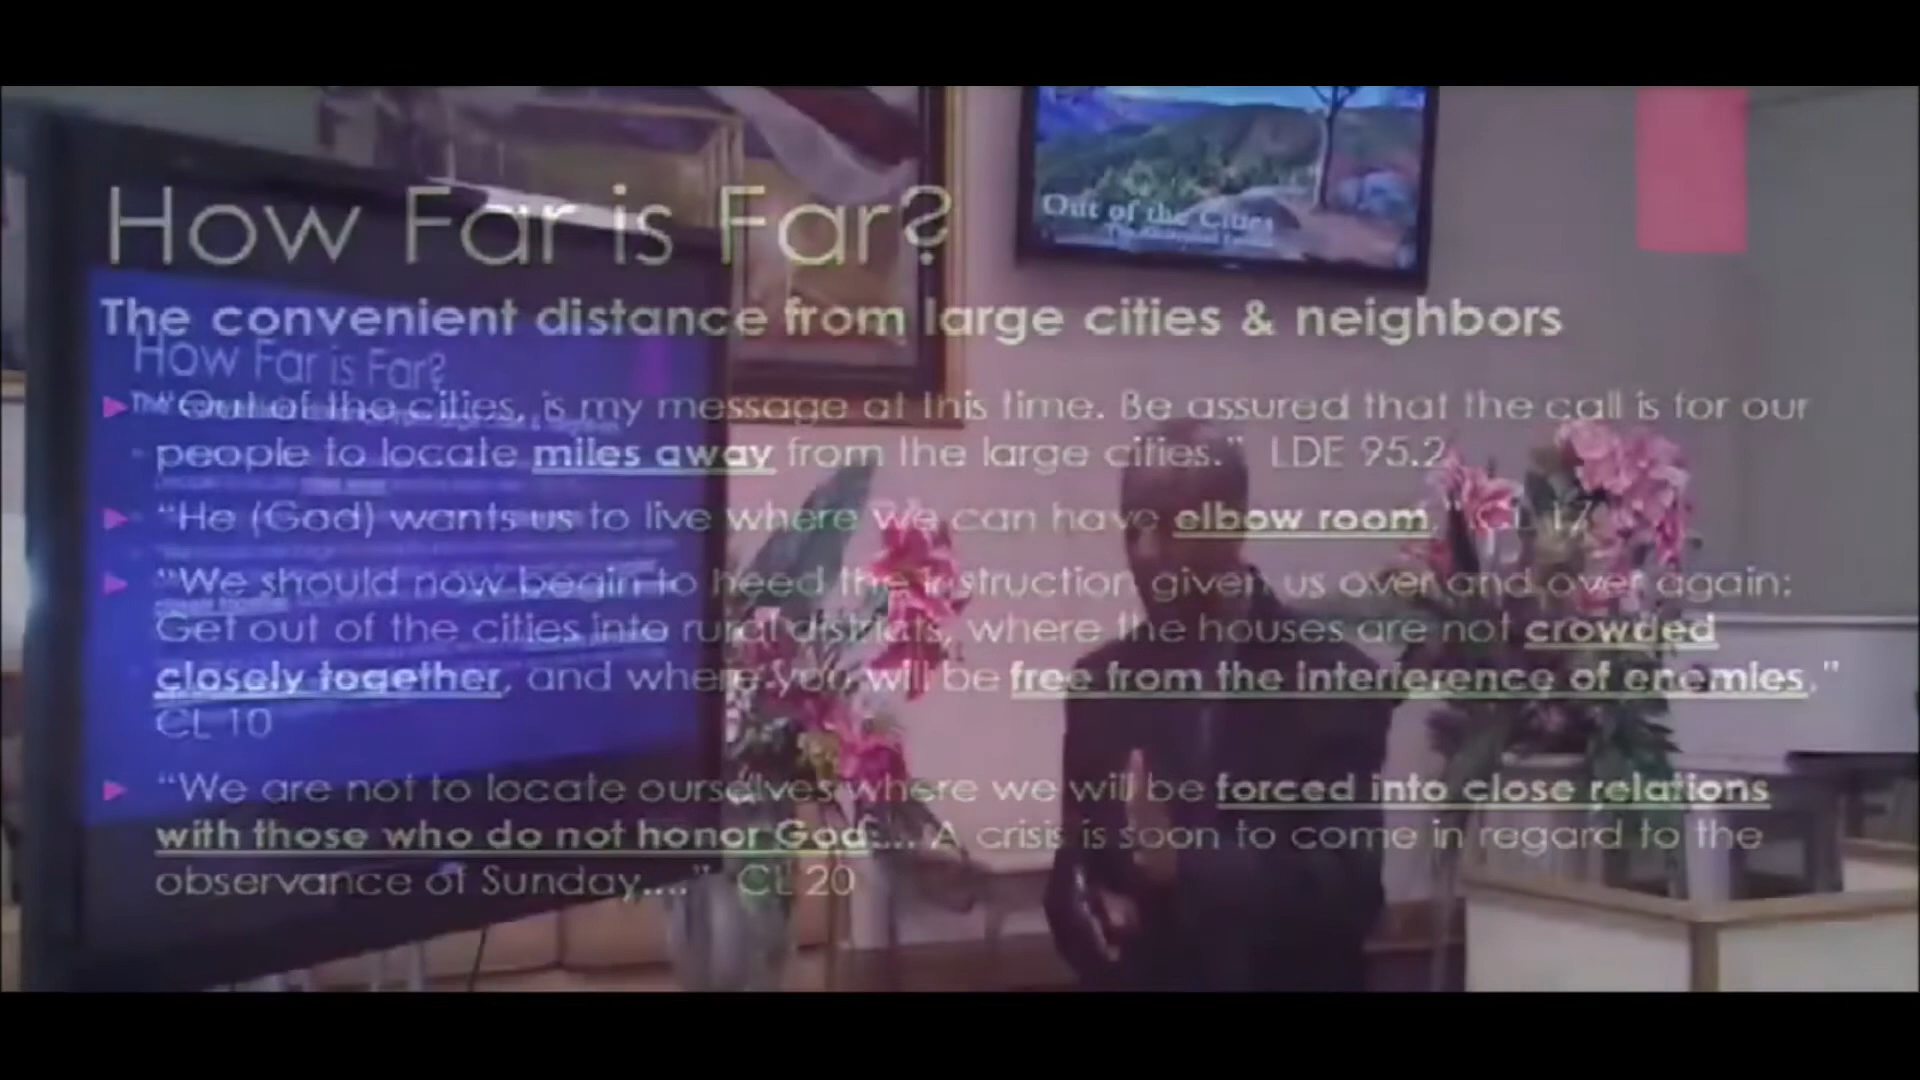 How Far is Far?
The convenient distance from large cities & neighbors
"Out of the cities, is my message at this time. Be assured that the call is for our
people to locate miles away from the large cities." LDE 95.2
"He (God) wants us to live where we can have elbow room." CL 17
"We should now begin to heed the instruction given us over and over again:
Get out of the cities into rural districts, where the houses are not crowded
closely together, and where you will be free from the interference of enemies."
CL 10
"We are not to locate ourselves where we will be forced into close relations
with those who do not honor God.... A crisis is soon to come in regard to the
observance of Sunday...." CL 20
Out of the Cities
How Far is Far?